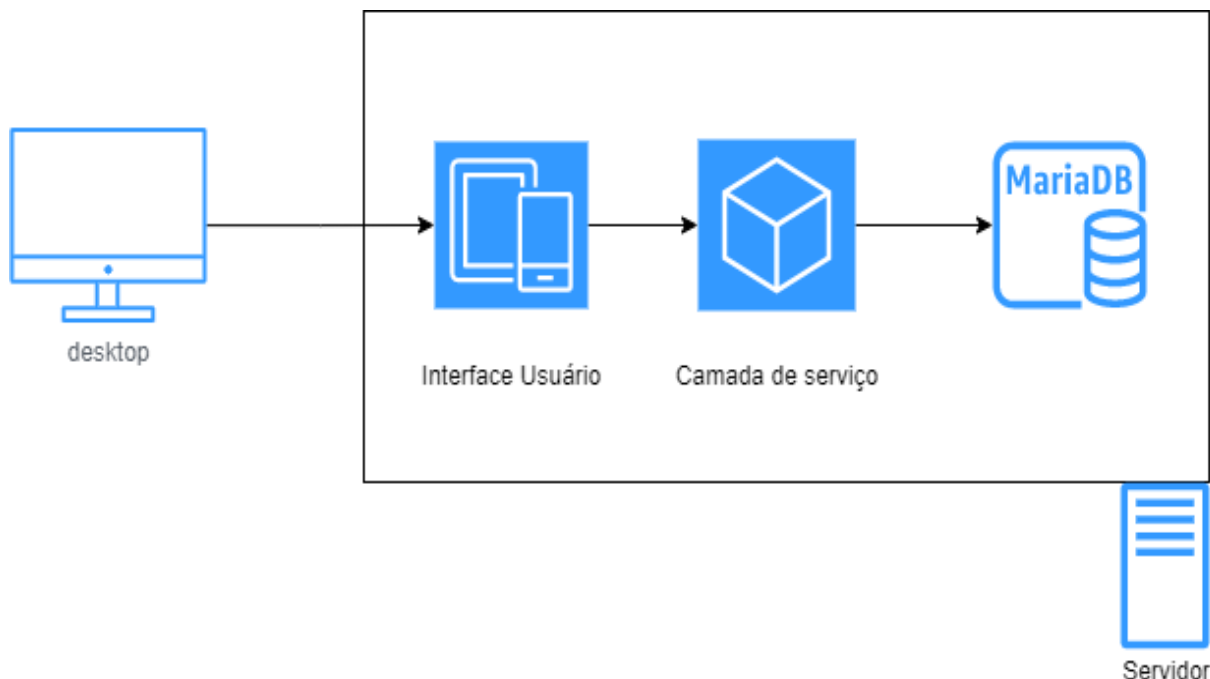 MariaDB
desktop
Interface Usuário
Camada de serviço
Servidor